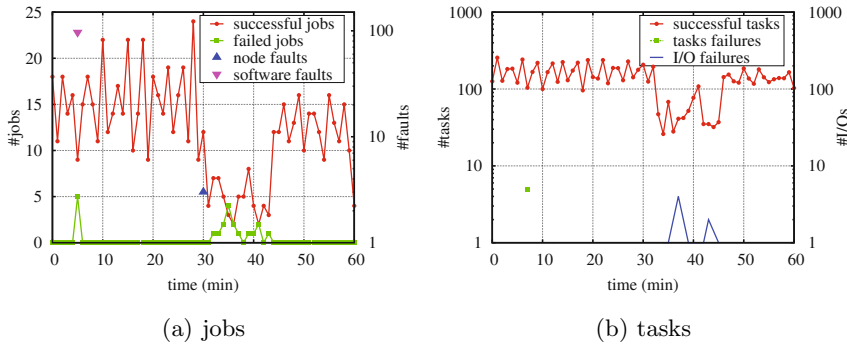 25
20
15
10
5
0
#jobs
100
10
1
#faults
0 10 20 30 40 50 60
time (min)
successful jobs
failed jobs
node faults
software faults
(a) jobs
1000
100
10
1
#tasks
1000
100
10
1
#I/Os
0 10 20 30 40 50 60
time (min)
successful tasks
tasks failures
I/O failures
(b) tasks